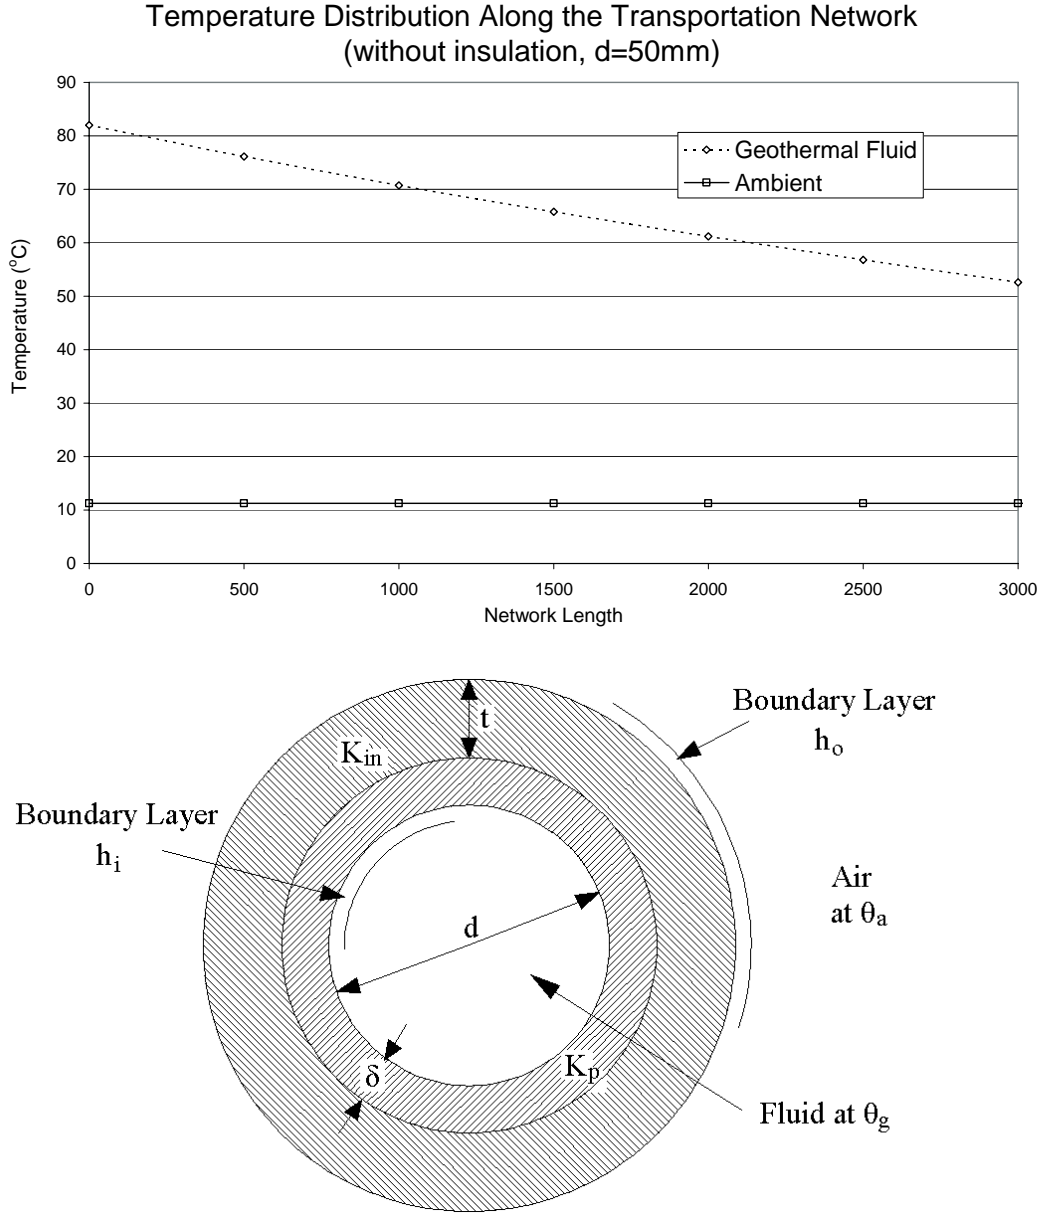 Temperature Distribution Along the Transportation Network
(without insulation, d=50mm)
90
80
70
60
50
40
30
20
10
0
Temperature (°C)
Geothermal Fluid
Ambient
0 500 1000 1500 2000 2500 3000
Network Length
t
Boundary Layer
hₒ
Kᵢₙ
Boundary Layer
hᵢ
Air
at θₐ
d
δ
Kₚ
Fluid at θg